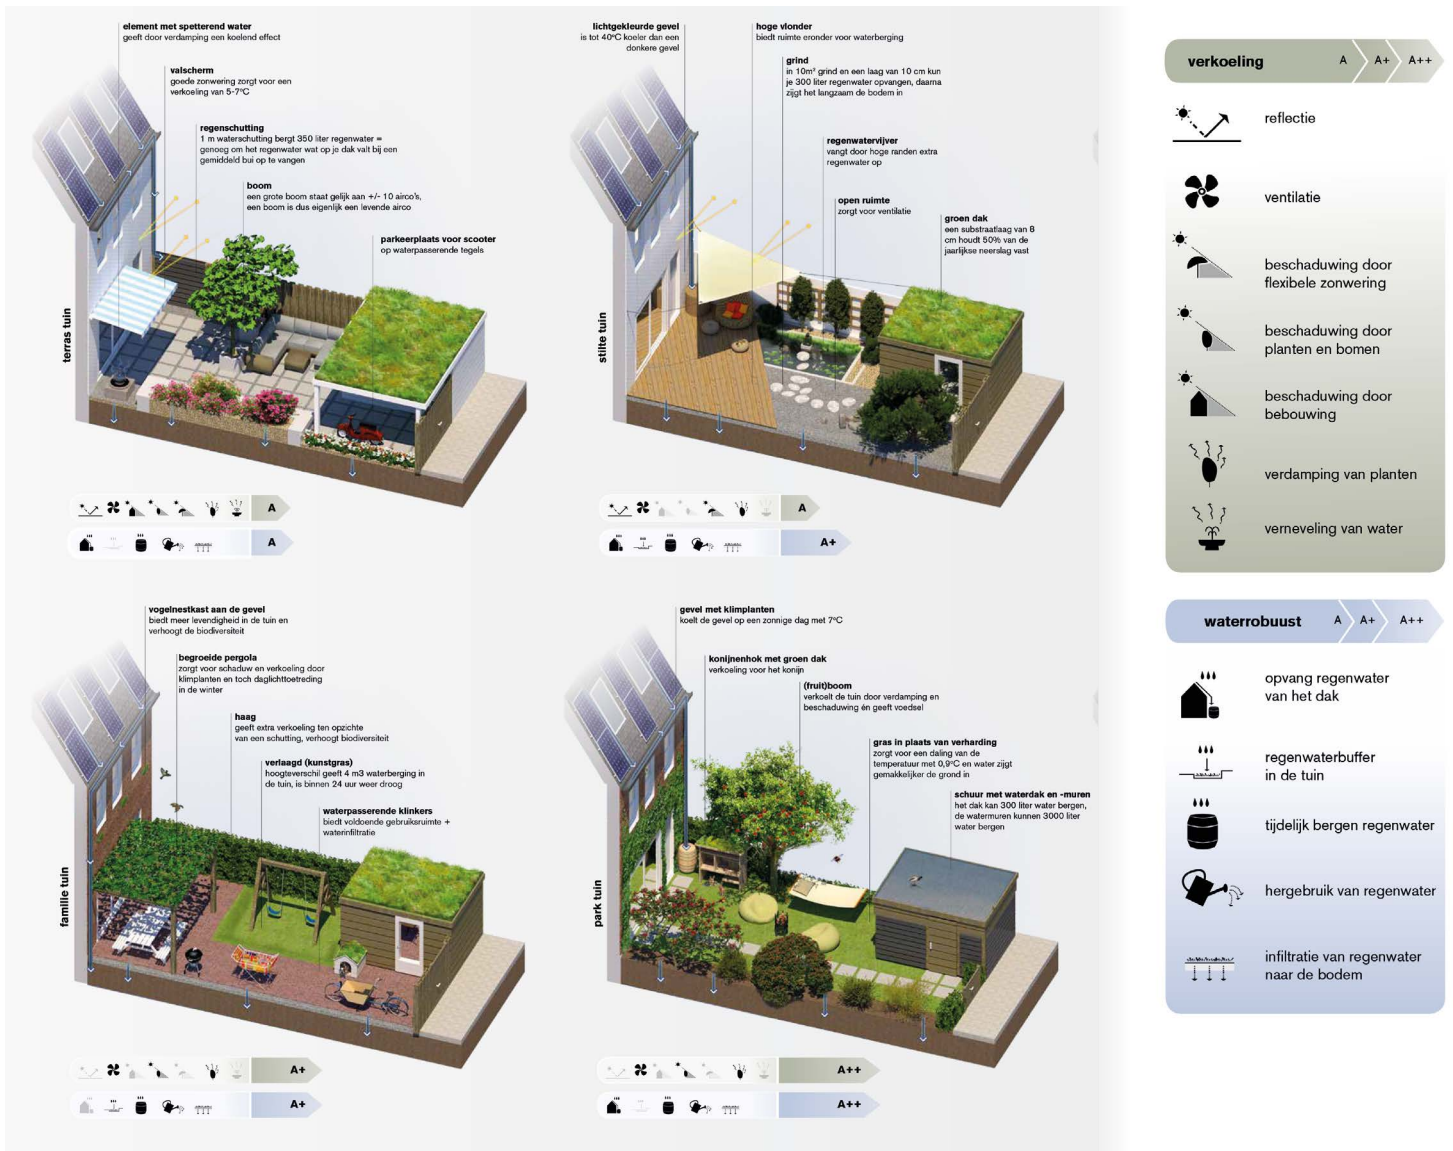 element met spetterend water
geeft door verdamping een koelend effect
valscherm
goede zonwering zorgt voor een
verkoeling van 5-7°C
regenschutting
1 m waterschutting bergt 350 liter regenwater =
genoeg om het regenwater wat op je dak valt bij een
gemiddeld bui op te vangen
boom
een grote boom staat gelijk aan +/- 10 airco's,
een boom is dus eigenlijk een levende airco
parkeerplaats voor scooter
op waterpasserende tegels
terras tuin
A
A
lichtgekleurde gevel
is tot 40°C koeler dan een
donkere gevel
hoge vlonder
biedt ruimte eronder voor waterberging
grind
in 10m² grind en een laag van 10 cm kun
je 300 liter regenwater opvangen, daarna
zijgt het langzaam de bodem in
regenwatervijver
vangt door hoge randen extra
regenwater op
open ruimte
zorgt voor ventilatie
groen dak
een substraatlaag van 8
cm houdt 50% van de
jaarlijkse neerslag vast
stilte tuin
A
A+
vogelnestkast aan de gevel
biedt meer levendigheid in de tuin en
verhoogt de biodiversiteit
begroeide pergola
zorgt voor schaduw en verkoeling door
klimplanten en toch daglichttoetreding
in de winter
haag
geeft extra verkoeling ten opzichte
van een schutting, verhoogt biodiversiteit
verlaagd (kunstgras)
hoogteverschil geeft 4 m3 waterberging in
de tuin, is binnen 24 uur weer droog
waterpasserende klinkers
biedt voldoende gebruiksruimte +
waterinfiltratie
familie tuin
A+
A+
gevel met klimplanten
koelt de gevel op een zonnige dag met 7°C
konijnenhok met groen dak
verkoeling voor het konijn
(fruit)boom
verkoelt de tuin door verdamping en
beschaduwing én geeft voedsel
gras in plaats van verharding
zorgt voor een daling van de
temperatuur met 0,9°C en water zijgt
gemakkelijker de grond in
schuur met waterdak en -muren
het dak kan 300 liter water bergen,
de watermuren kunnen 3000 liter
water bergen
park tuin
A++
A++
verkoeling A A+ A++
reflectie
ventilatie
beschaduwing door
flexibele zonwering
beschaduwing door
planten en bomen
beschaduwing door
bebouwing
verdamping van planten
verneveling van water
waterrobuust A A+ A++
opvang regenwater
van het dak
regenwaterbuffer
in de tuin
tijdelijk bergen regenwater
hergebruik van regenwater
infiltratie van regenwater
naar de bodem